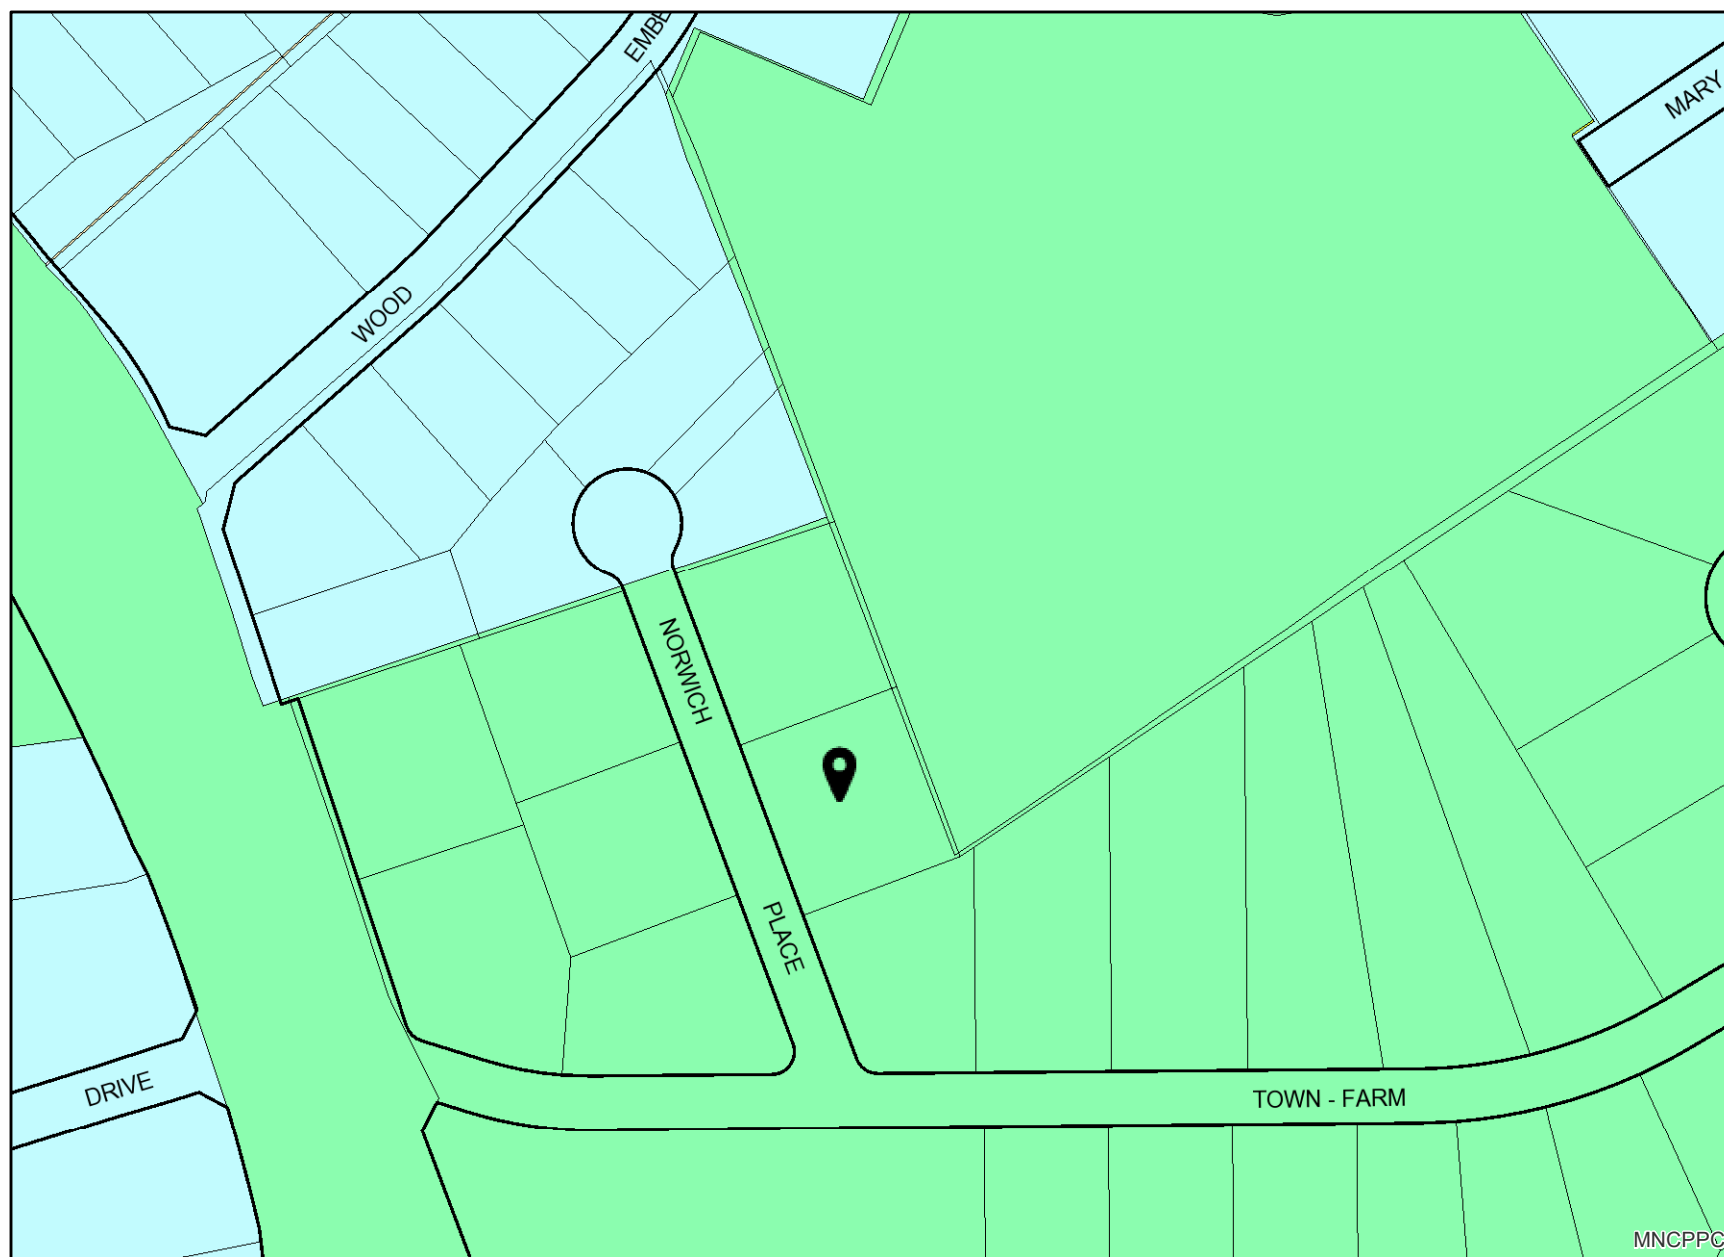 EMBE
MARY
WOOD
NORWICH
PLACE
DRIVE
TOWN - FARM
MNCPPC